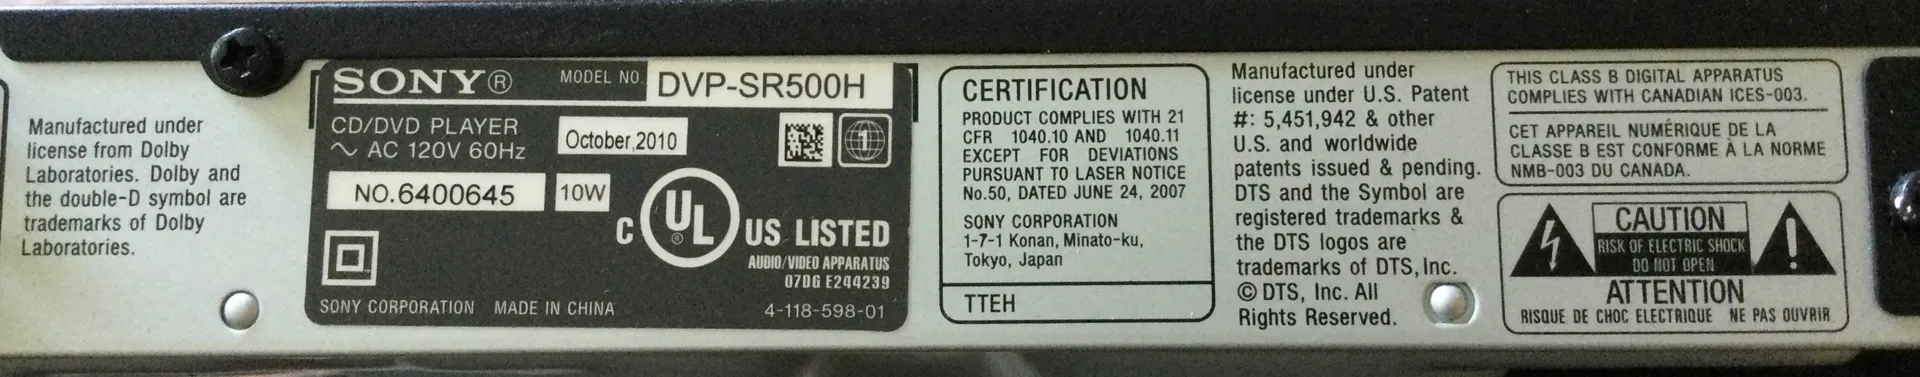 Manufactured under
license from Dolby
Laboratories. Dolby and
the double-D symbol are
trademarks of Dolby
Laboratories.
SONY® MODEL NO. DVP-SR500H
CD/DVD PLAYER
~ AC 120V 60Hz
October,2010
1
NO.6400645
10W
C UL® US LISTED
AUDIO/VIDEO APPARATUS
07DG E244239
SONY CORPORATION MADE IN CHINA
4-118-598-01
CERTIFICATION
PRODUCT COMPLIES WITH 21
CFR 1040.10 AND 1040.11
EXCEPT FOR DEVIATIONS
PURSUANT TO LASER NOTICE
No.50, DATED JUNE 24, 2007
SONY CORPORATION
1-7-1 Konan, Minato-ku,
Tokyo, Japan
TTEH
Manufactured under
license under U.S. Patent
#: 5,451,942 & other
U.S. and worldwide
patents issued & pending.
DTS and the Symbol are
registered trademarks &
the DTS logos are
trademarks of DTS, Inc.
© DTS, Inc. All
Rights Reserved.
THIS CLASS B DIGITAL APPARATUS
COMPLIES WITH CANADIAN ICES-003.
CET APPAREIL NUMÉRIQUE DE LA
CLASSE B EST CONFORME À LA NORME
NMB-003 DU CANADA.
CAUTION
RISK OF ELECTRIC SHOCK
DO NOT OPEN
ATTENTION
RISQUE DE CHOC ELECTRIQUE NE PAS OUVRIR